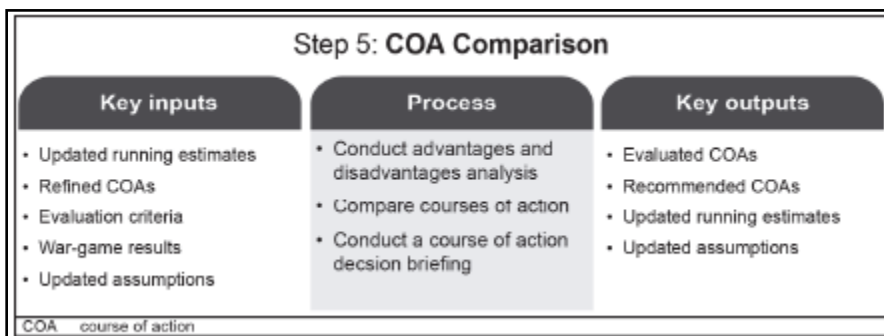 Step 5: COA Comparison
Key inputs
• Updated running estimates
• Refined COAs
• Evaluation criteria
• War-game results
• Updated assumptions
Process
• Conduct advantages and
disadvantages analysis
• Compare courses of action
• Conduct a course of action
decsion briefing
Key outputs
• Evaluated COAs
• Recommended COAs
• Updated running estimates
• Updated assumptions
COA course of action